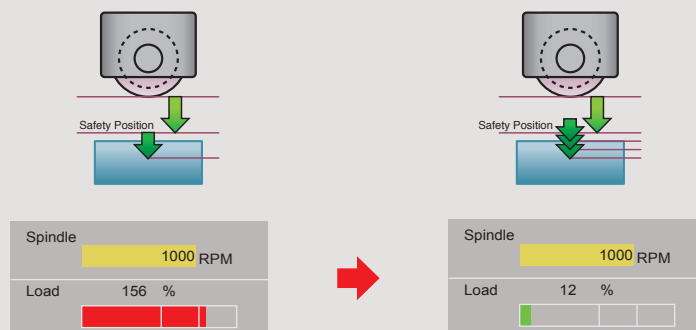 Safety Position
Safety Position
Spindle
1000 RPM
Load 156 %
Spindle
1000 RPM
Load 12 %